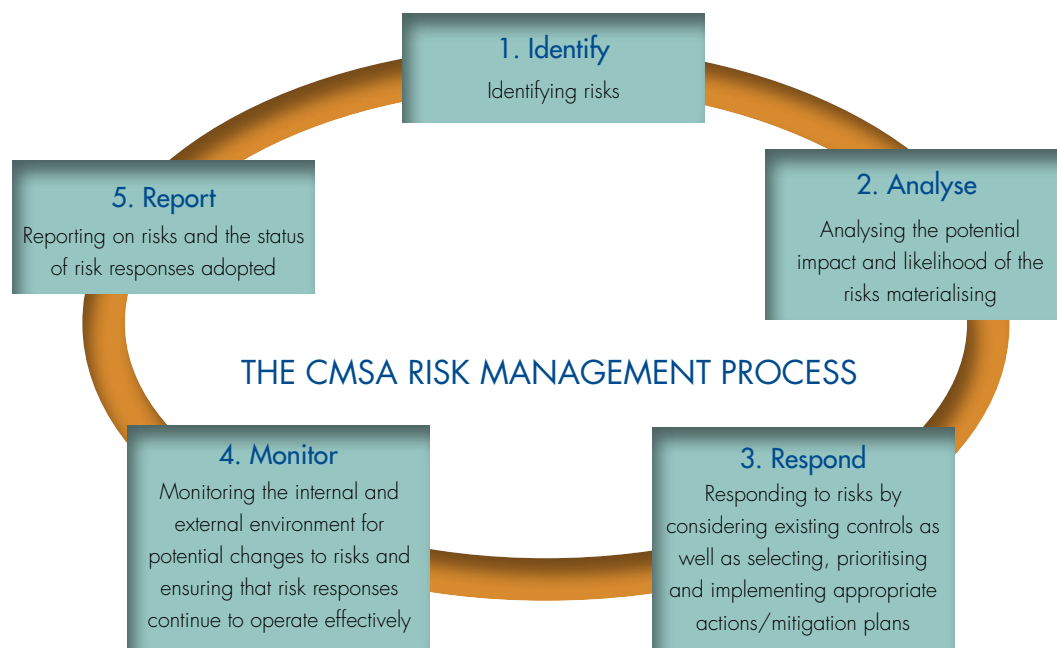 1. Identify
Identifying risks
2. Analyse
Analysing the potential
impact and likelihood of the
risks materialising
3. Respond
Responding to risks by
considering existing controls as
well as selecting, prioritising
and implementing appropriate
actions/mitigation plans
4. Monitor
Monitoring the internal and
external environment for
potential changes to risks and
ensuring that risk responses
continue to operate effectively
5. Report
Reporting on risks and the status
of risk responses adopted
THE CMSA RISK MANAGEMENT PROCESS